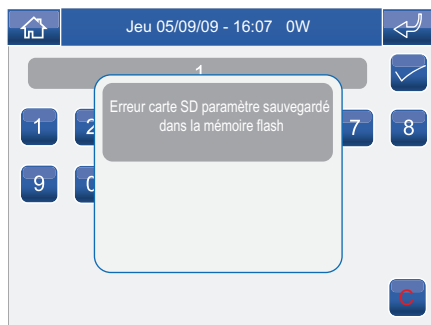 Jeu 05/09/09 - 16:07 0W
1
Erreur carte SD paramètre sauvegardé
dans la mémoire flash
1 2 7 8
9 0
C